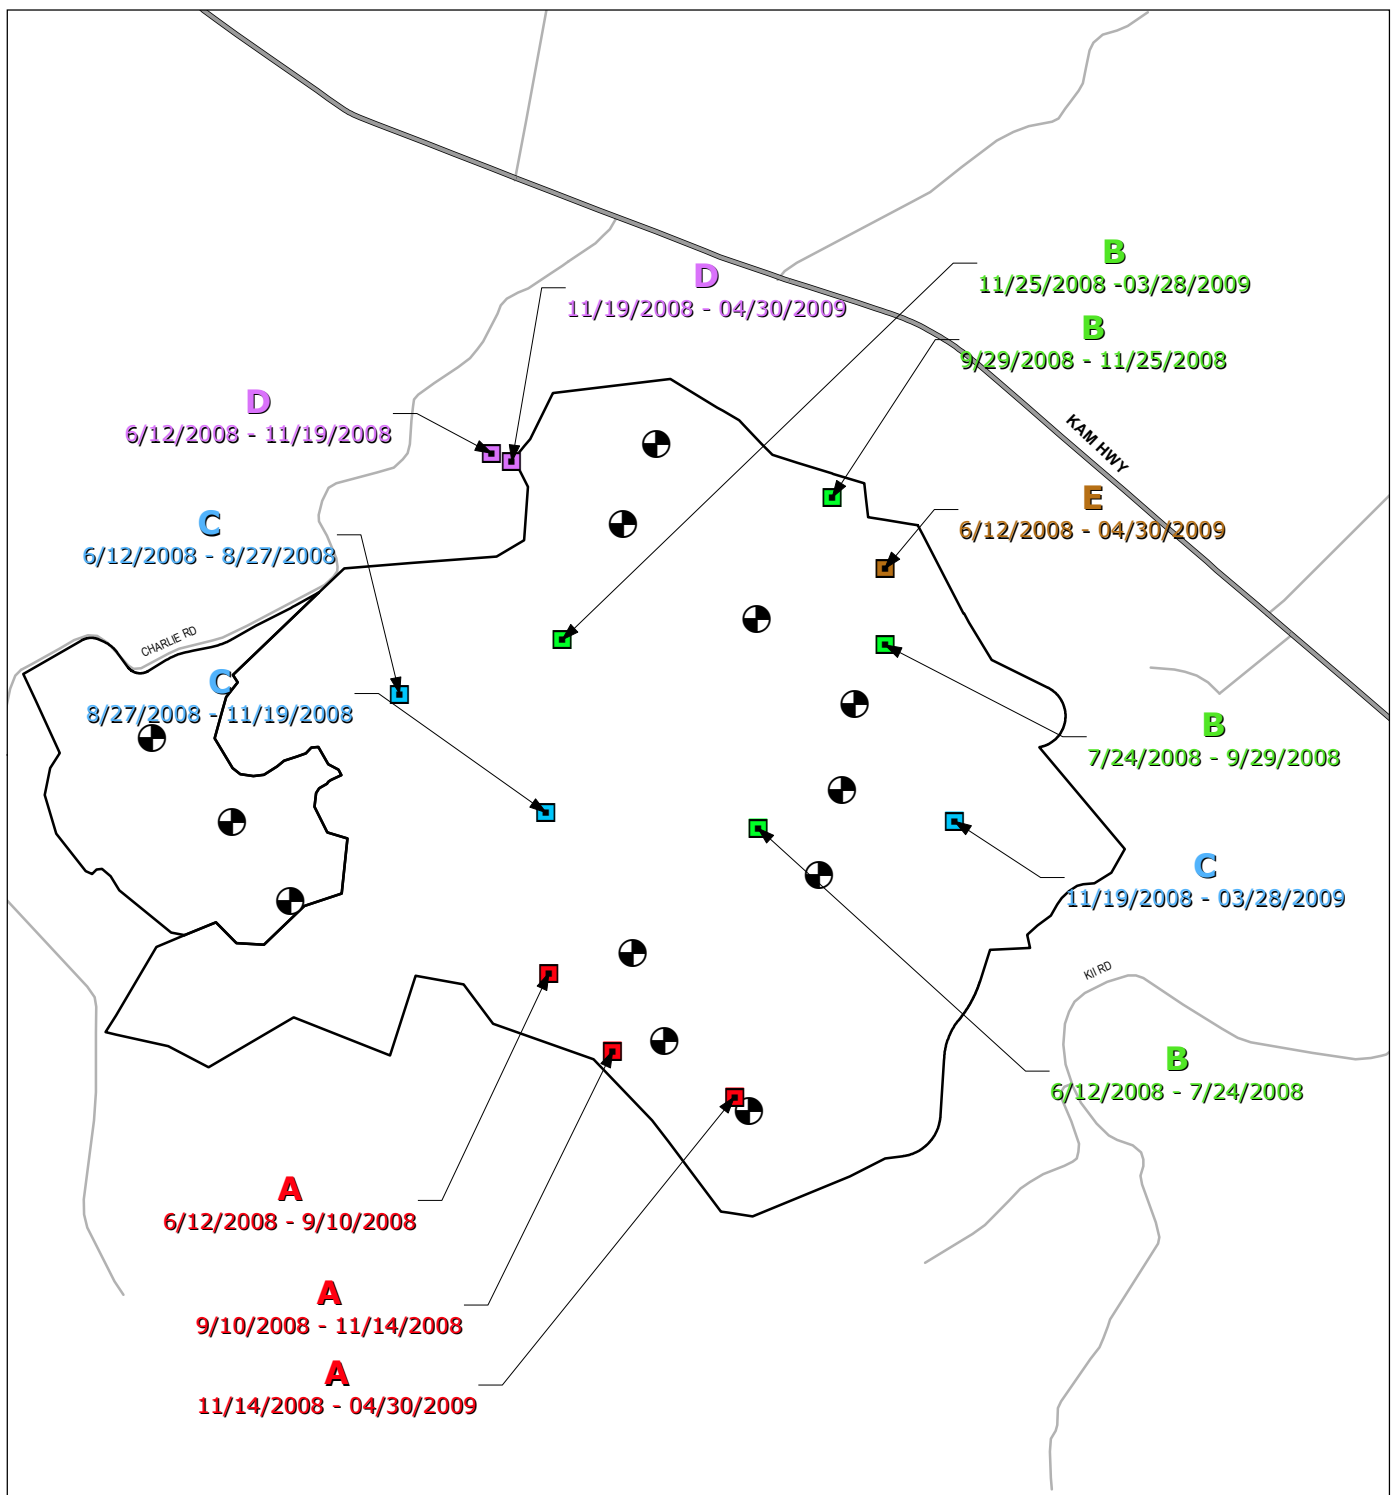 B
11/25/2008 -03/28/2009
D
11/19/2008 - 04/30/2009
B
9/29/2008 - 11/25/2008
D
6/12/2008 - 11/19/2008
KAM HWY
E
6/12/2008 - 04/30/2009
C
6/12/2008 - 8/27/2008
CHARLIE RD
C
8/27/2008 - 11/19/2008
B
7/24/2008 - 9/29/2008
C
11/19/2008 - 03/28/2009
KII RD
B
6/12/2008 - 7/24/2008
A
6/12/2008 - 9/10/2008
A
9/10/2008 - 11/14/2008
A
11/14/2008 - 04/30/2009